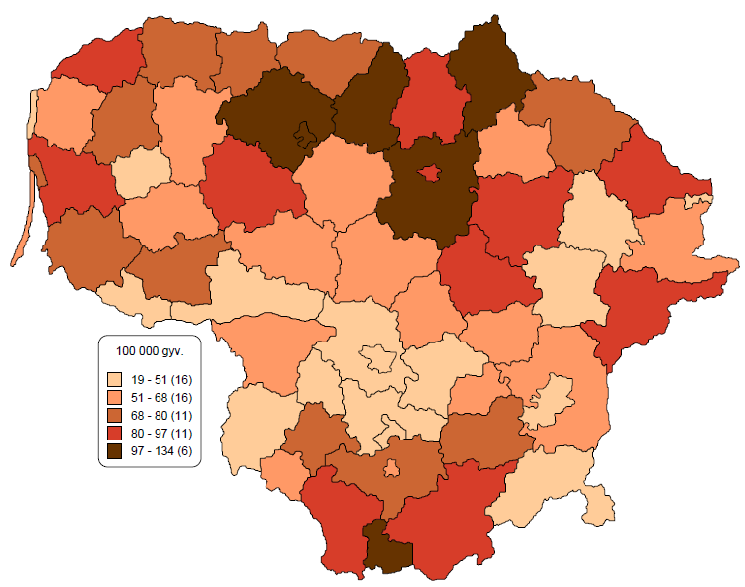 100 000 gyv.
19 - 51 (16)
51 - 68 (16)
68 - 80 (11)
80 - 97 (11)
97 - 134 (6)